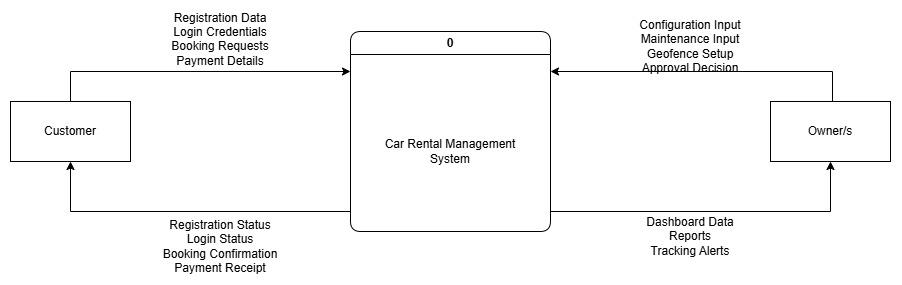 Registration Data
Login Credentials
Booking Requests
Payment Details
0
Configuration Input
Maintenance Input
Geofence Setup
Approval Decision
Customer
Car Rental Management
System
Owner/s
Registration Status
Login Status
Booking Confirmation
Payment Receipt
Dashboard Data
Reports
Tracking Alerts